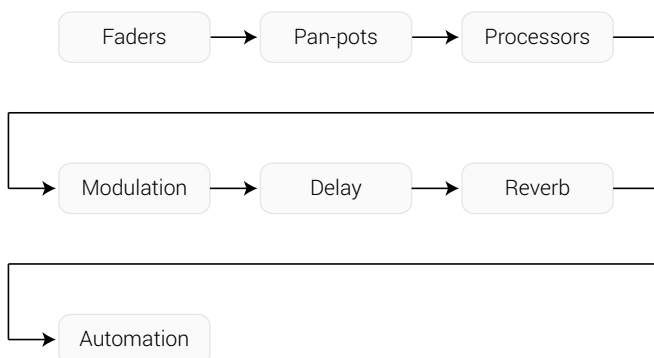 Faders Pan-pots Processors
Modulation Delay Reverb
Automation